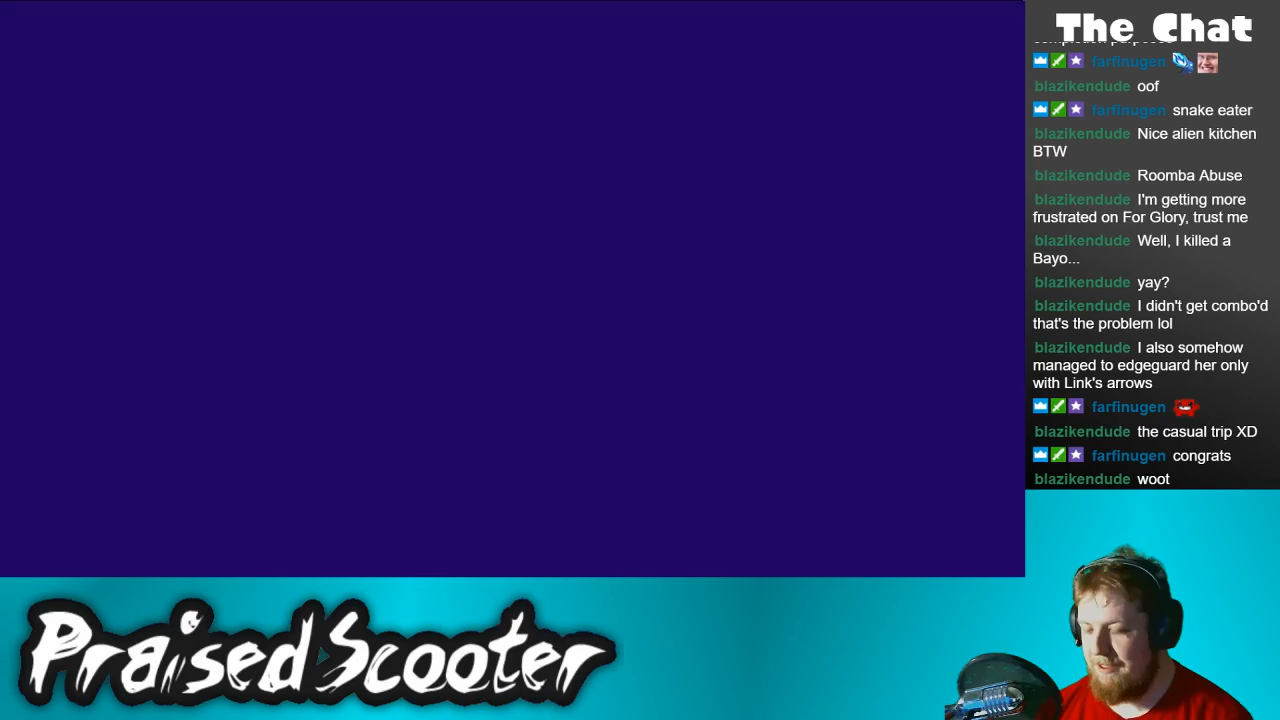 The Chat
farfinugen
blazikendude oof
farfinugen snake eater
blazikendude Nice alien kitchen
BTW
blazikendude Roomba Abuse
blazikendude I'm getting more
frustrated on For Glory, trust me
blazikendude Well, I killed a
Bayo...
blazikendude yay?
blazikendude I didn't get combo'd
that's the problem lol
blazikendude I also somehow
managed to edgeguard her only
with Link's arrows
farfinugen
blazikendude the casual trip XD
farfinugen congrats
blazikendude woot
PraisedScooter